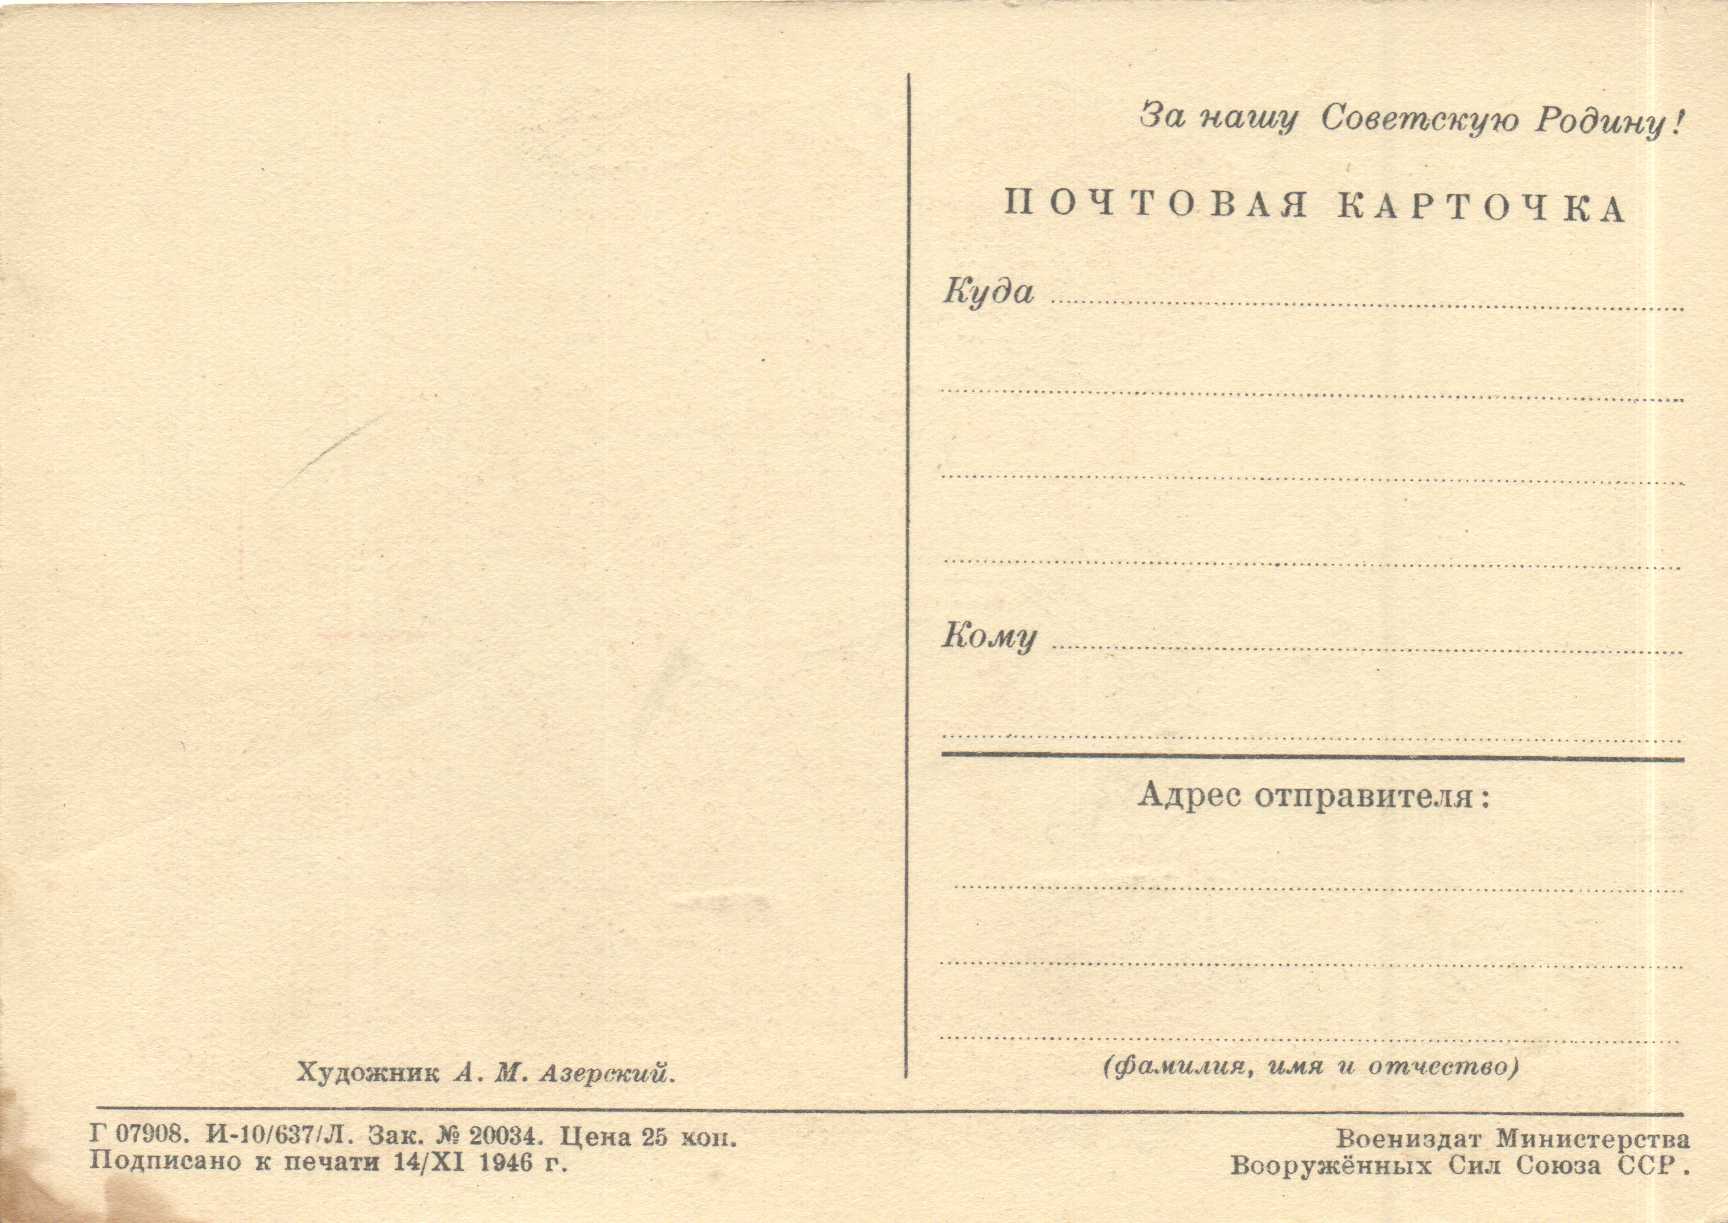 За нашу Советскую Родину!
ПОЧТОВАЯ КАРТОЧКА
Куда
Кому
Адрес отправителя:
(фамилия, имя и отчество)
Художник А. М. Азерский.
Г 07908. И-10/637/Л. Зак. № 20034. Цена 25 коп.
Подписано к печати 14/XI 1946 г.
Воениздат Министерства
Вооружённых Сил Союза ССР.